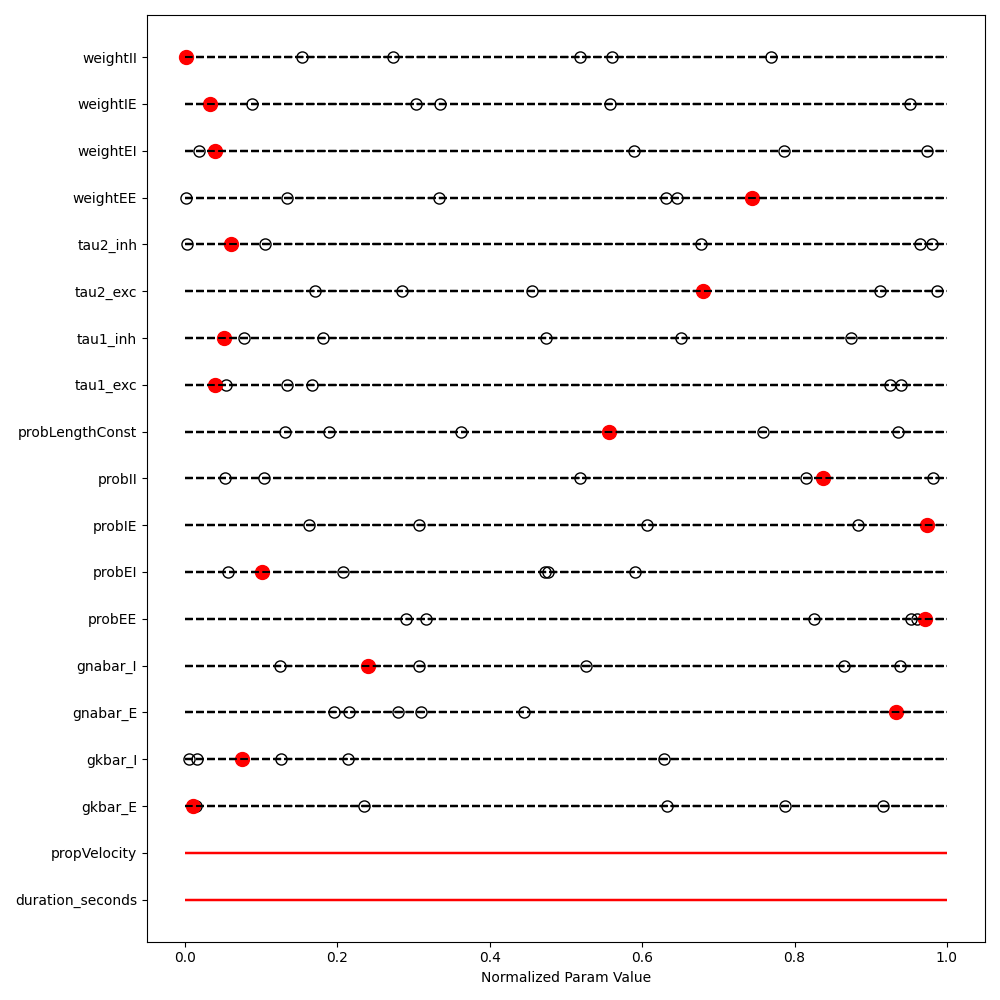 weightII
weightIE
weightEI
weightEE
tau2_inh
tau2_exc
tau1_inh
tau1_exc
probLengthConst
probII
probIE
probEI
probEE
gnabar_I
gnabar_E
gkbar_I
gkbar_E
propVelocity
duration_seconds
0.0 0.2 0.4 0.6 0.8 1.0
Normalized Param Value